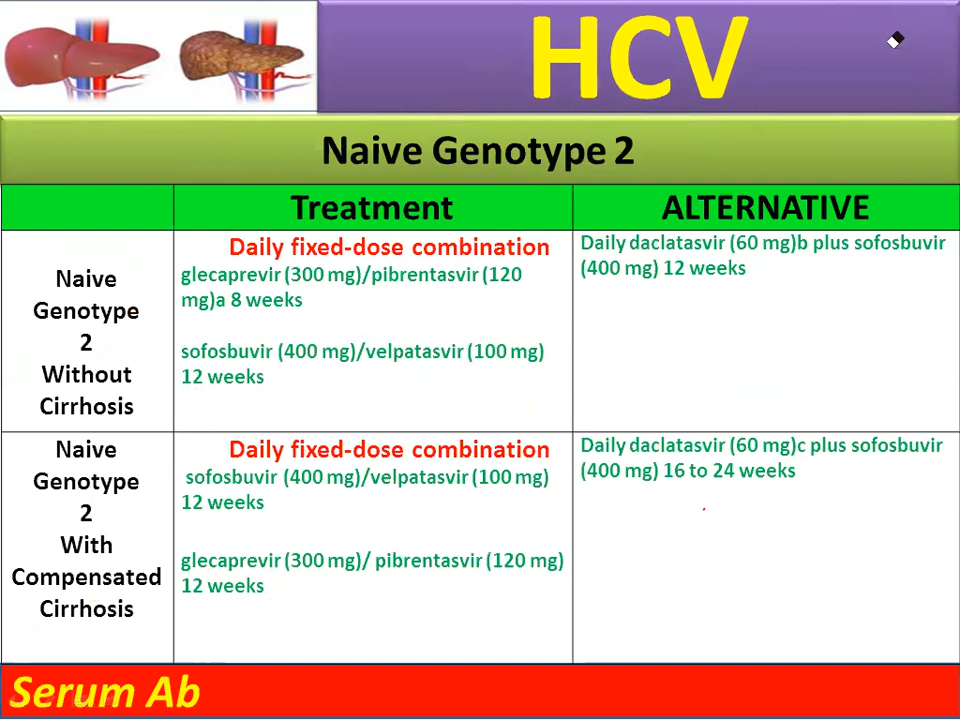 HCV
Naive Genotype 2
Treatment
ALTERNATIVE
Naive
Genotype
2
Without
Cirrhosis
Daily fixed-dose combination
glecaprevir (300 mg)/pibrentasvir (120
mg)a 8 weeks
sofosbuvir (400 mg)/velpatasvir (100 mg)
12 weeks
Daily daclatasvir (60 mg)b plus sofosbuvir
(400 mg) 12 weeks
Naive
Genotype
2
With
Compensated
Cirrhosis
Daily fixed-dose combination
sofosbuvir (400 mg)/velpatasvir (100 mg)
12 weeks
glecaprevir (300 mg)/ pibrentasvir (120 mg)
12 weeks
Daily daclatasvir (60 mg)c plus sofosbuvir
(400 mg) 16 to 24 weeks
Serum Ab